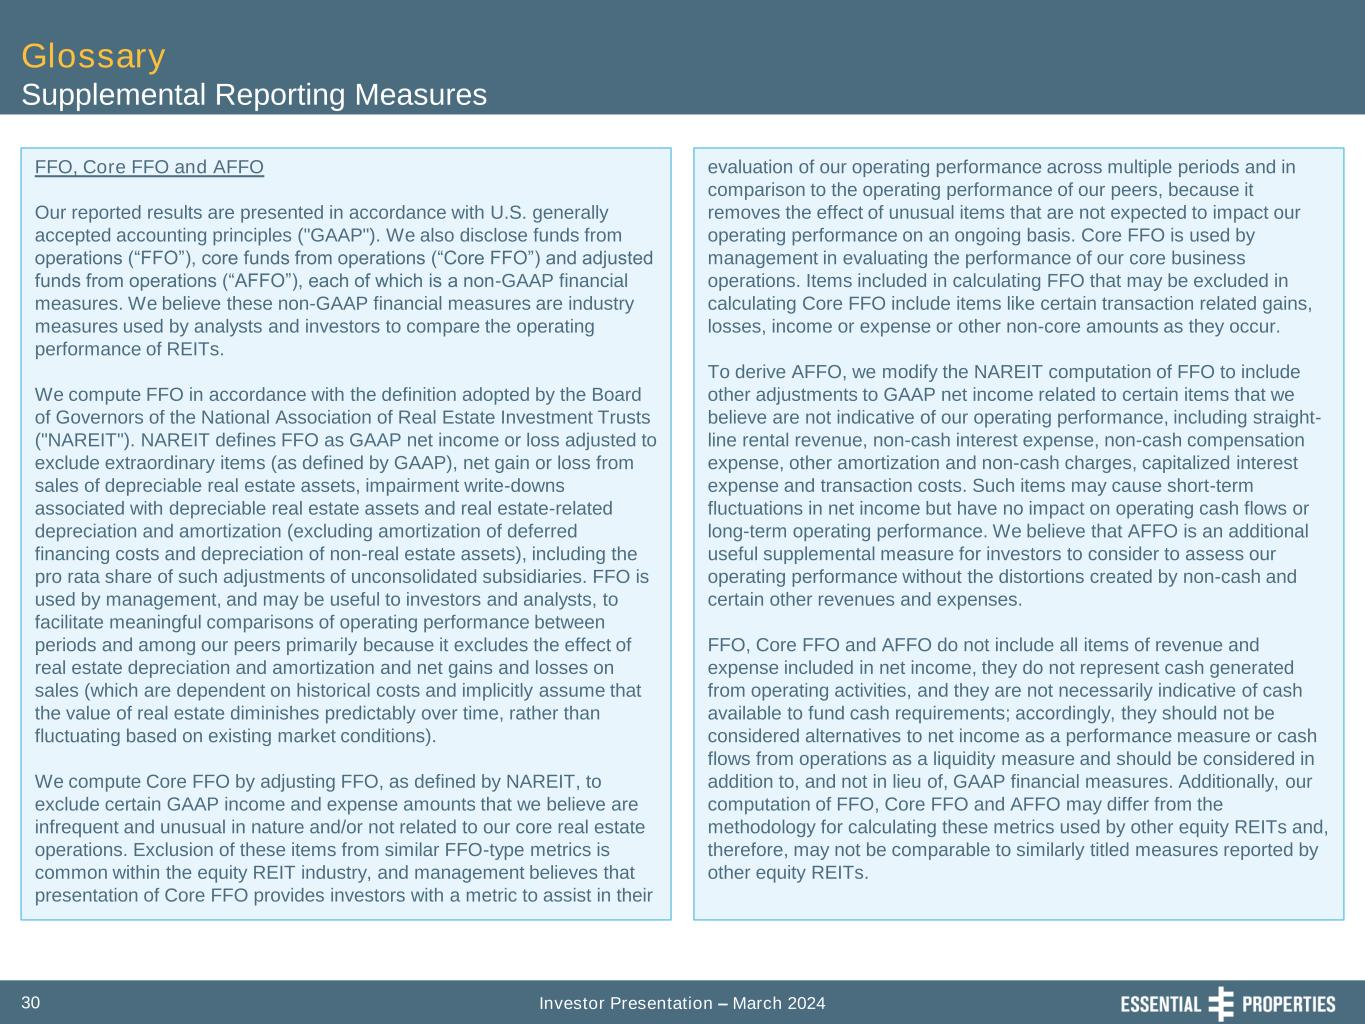 Glossary
Supplemental Reporting Measures
FFO, Core FFO and AFFO
Our reported results are presented in accordance with U.S. generally
accepted accounting principles ("GAAP"). We also disclose funds from
operations (“FFO”), core funds from operations (“Core FFO”) and adjusted
funds from operations (“AFFO”), each of which is a non-GAAP financial
measures. We believe these non-GAAP financial measures are industry
measures used by analysts and investors to compare the operating
performance of REITs.
We compute FFO in accordance with the definition adopted by the Board
of Governors of the National Association of Real Estate Investment Trusts
("NAREIT"). NAREIT defines FFO as GAAP net income or loss adjusted to
exclude extraordinary items (as defined by GAAP), net gain or loss from
sales of depreciable real estate assets, impairment write-downs
associated with depreciable real estate assets and real estate-related
depreciation and amortization (excluding amortization of deferred
financing costs and depreciation of non-real estate assets), including the
pro rata share of such adjustments of unconsolidated subsidiaries. FFO is
used by management, and may be useful to investors and analysts, to
facilitate meaningful comparisons of operating performance between
periods and among our peers primarily because it excludes the effect of
real estate depreciation and amortization and net gains and losses on
sales (which are dependent on historical costs and implicitly assume that
the value of real estate diminishes predictably over time, rather than
fluctuating based on existing market conditions).
We compute Core FFO by adjusting FFO, as defined by NAREIT, to
exclude certain GAAP income and expense amounts that we believe are
infrequent and unusual in nature and/or not related to our core real estate
operations. Exclusion of these items from similar FFO-type metrics is
common within the equity REIT industry, and management believes that
presentation of Core FFO provides investors with a metric to assist in their
evaluation of our operating performance across multiple periods and in
comparison to the operating performance of our peers, because it
removes the effect of unusual items that are not expected to impact our
operating performance on an ongoing basis. Core FFO is used by
management in evaluating the performance of our core business
operations. Items included in calculating FFO that may be excluded in
calculating Core FFO include items like certain transaction related gains,
losses, income or expense or other non-core amounts as they occur.
To derive AFFO, we modify the NAREIT computation of FFO to include
other adjustments to GAAP net income related to certain items that we
believe are not indicative of our operating performance, including straight-
line rental revenue, non-cash interest expense, non-cash compensation
expense, other amortization and non-cash charges, capitalized interest
expense and transaction costs. Such items may cause short-term
fluctuations in net income but have no impact on operating cash flows or
long-term operating performance. We believe that AFFO is an additional
useful supplemental measure for investors to consider to assess our
operating performance without the distortions created by non-cash and
certain other revenues and expenses.
FFO, Core FFO and AFFO do not include all items of revenue and
expense included in net income, they do not represent cash generated
from operating activities, and they are not necessarily indicative of cash
available to fund cash requirements; accordingly, they should not be
considered alternatives to net income as a performance measure or cash
flows from operations as a liquidity measure and should be considered in
addition to, and not in lieu of, GAAP financial measures. Additionally, our
computation of FFO, Core FFO and AFFO may differ from the
methodology for calculating these metrics used by other equity REITs and,
therefore, may not be comparable to similarly titled measures reported by
other equity REITs.
30
Investor Presentation – March 2024
ESSENTIAL PROPERTIES